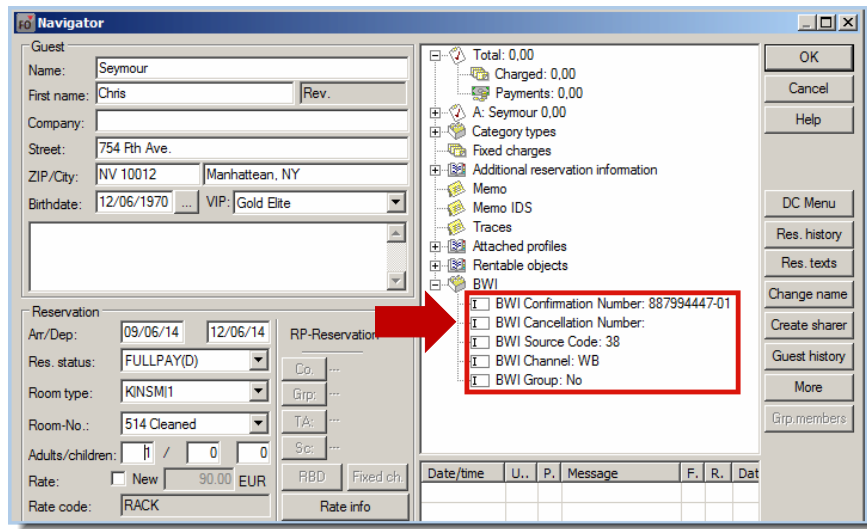 FO Navigator
Guest
Name: Seymour
First name: Chris Rev.
Company:
Street: 754 Fth Ave.
ZIP/City: NV 10012 Manhattean, NY
Birthdate: 12/06/1970 ... VIP: Gold Elite
Reservation
Arr/Dep: 09/06/14 12/06/14 RP-Reservation
Res. status: FULLPAY(D) Co. ---
Room type: KINSM|1 Grp: ---
Room-No.: 514 Cleaned TA: ---
Adults/children: 1 / 0 0 Sc: ---
Rate: New 90.00 EUR RBD Fixed ch.
Rate code: RACK Rate info
Total: 0,00
Charged: 0,00
Payments: 0,00
A: Seymour 0,00
Category types
Fixed charges
Additional reservation information
Memo
Memo IDS
Traces
Attached profiles
Rentable objects
BWI
BWI Confirmation Number: 887994447-01
BWI Cancellation Number:
BWI Source Code: 38
BWI Channel: WB
BWI Group: No
Date/time U.. P. Message F. R. Dat
OK
Cancel
Help
DC Menu
Res. history
Res. texts
Change name
Create sharer
Guest history
More
Grp.members